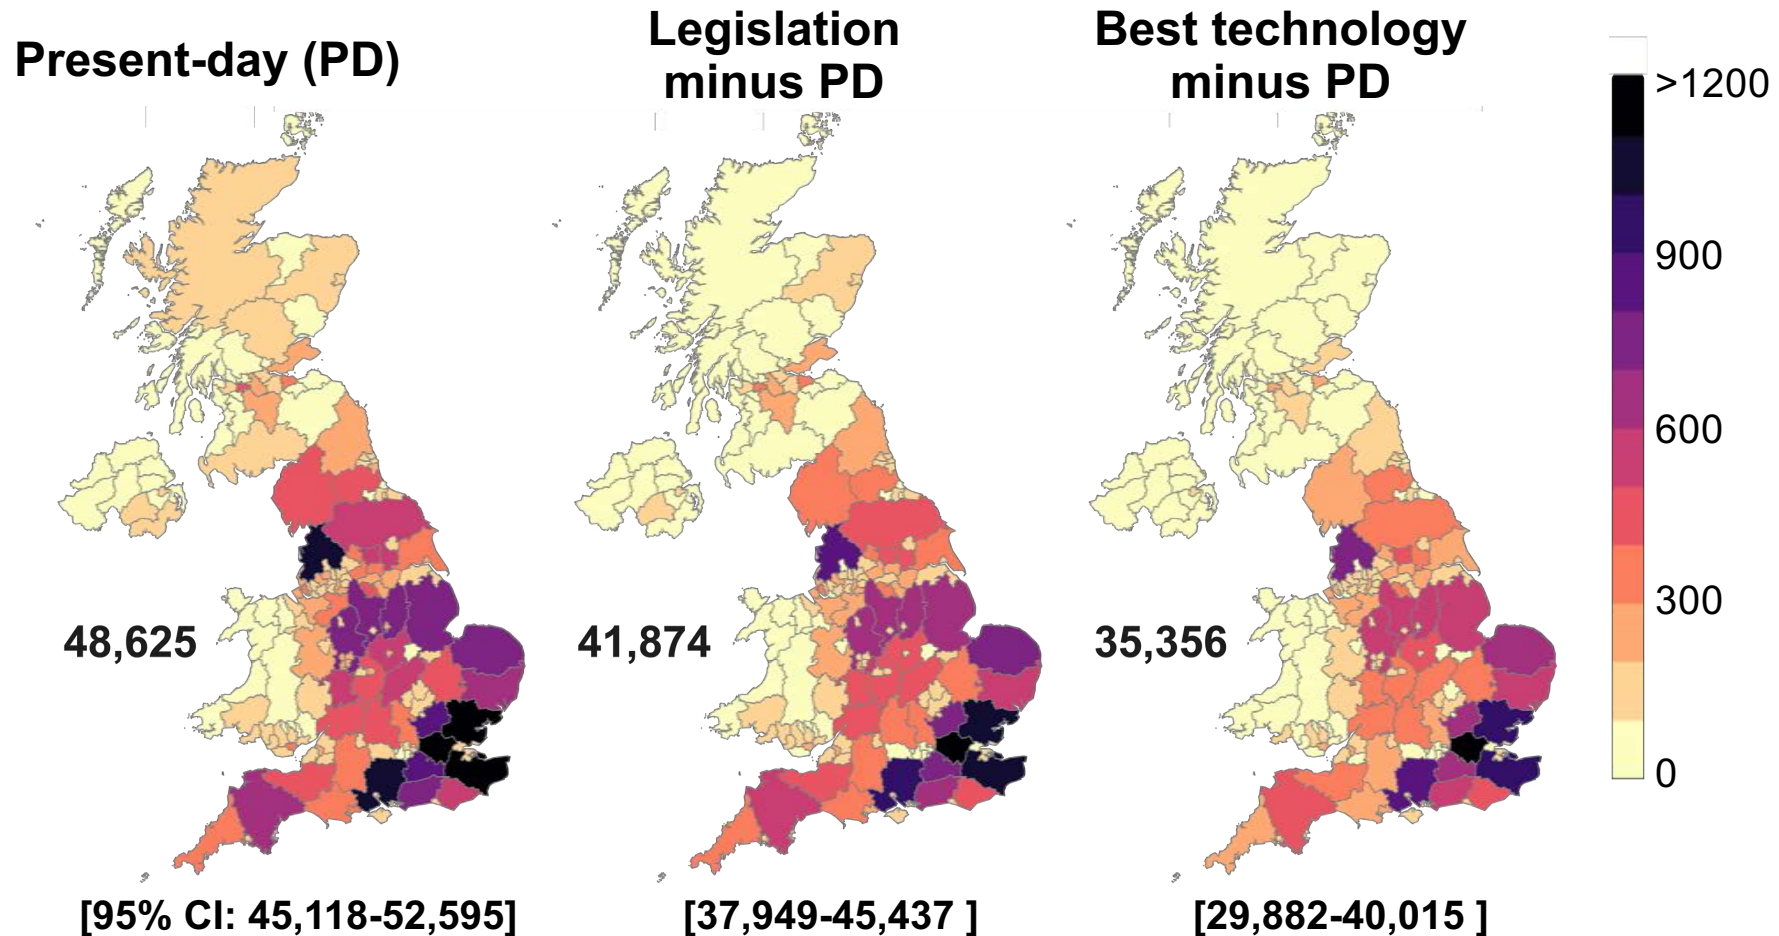 Present-day (PD)
Legislation
minus PD
Best technology
minus PD
>1200
900
600
300
0
48,625
41,874
35,356
[95% CI: 45,118-52,595]
[37,949-45,437 ]
[29,882-40,015 ]